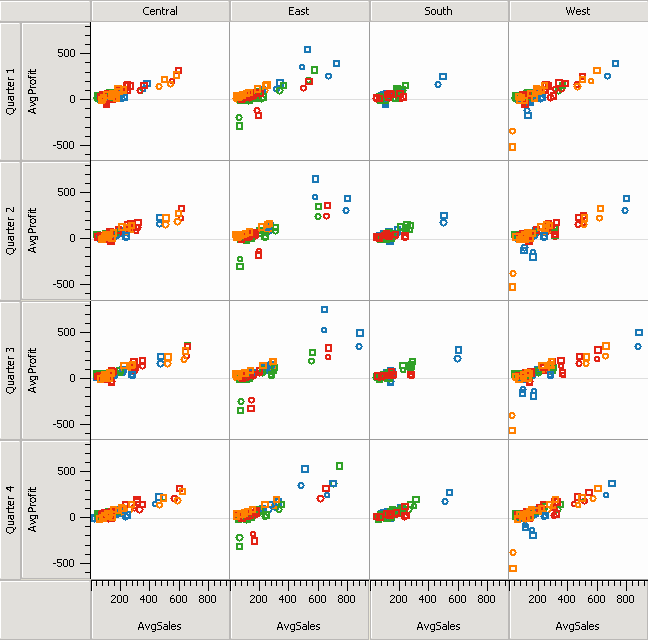 Central East South West
Quarter 1 AvgProfit 500 0 -500
Quarter 2 AvgProfit 500 0 -500
Quarter 3 AvgProfit 500 0 -500
Quarter 4 AvgProfit 500 0 -500
200 400 600 800 200 400 600 800 200 400 600 800 200 400 600 800
AvgSales AvgSales AvgSales AvgSales